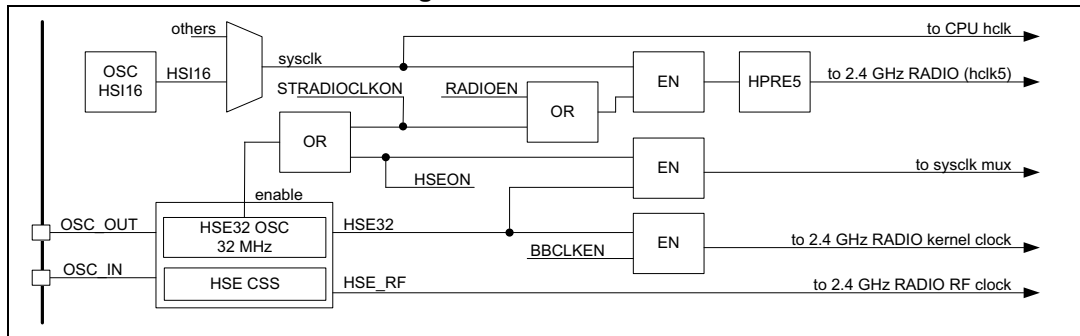 others
to CPU hclk
OSC
HSI16
HSI16
sysclk
EN
HPRE5
to 2.4 GHz RADIO (hclk5)
STRADIOCLKON
RADIOEN
OR
OR
EN
to sysclk mux
HSEON
enable
OSC_OUT
HSE32 OSC
32 MHz
HSE32
EN
to 2.4 GHz RADIO kernel clock
BBCLKEN
OSC_IN
HSE CSS
HSE_RF
to 2.4 GHz RADIO RF clock